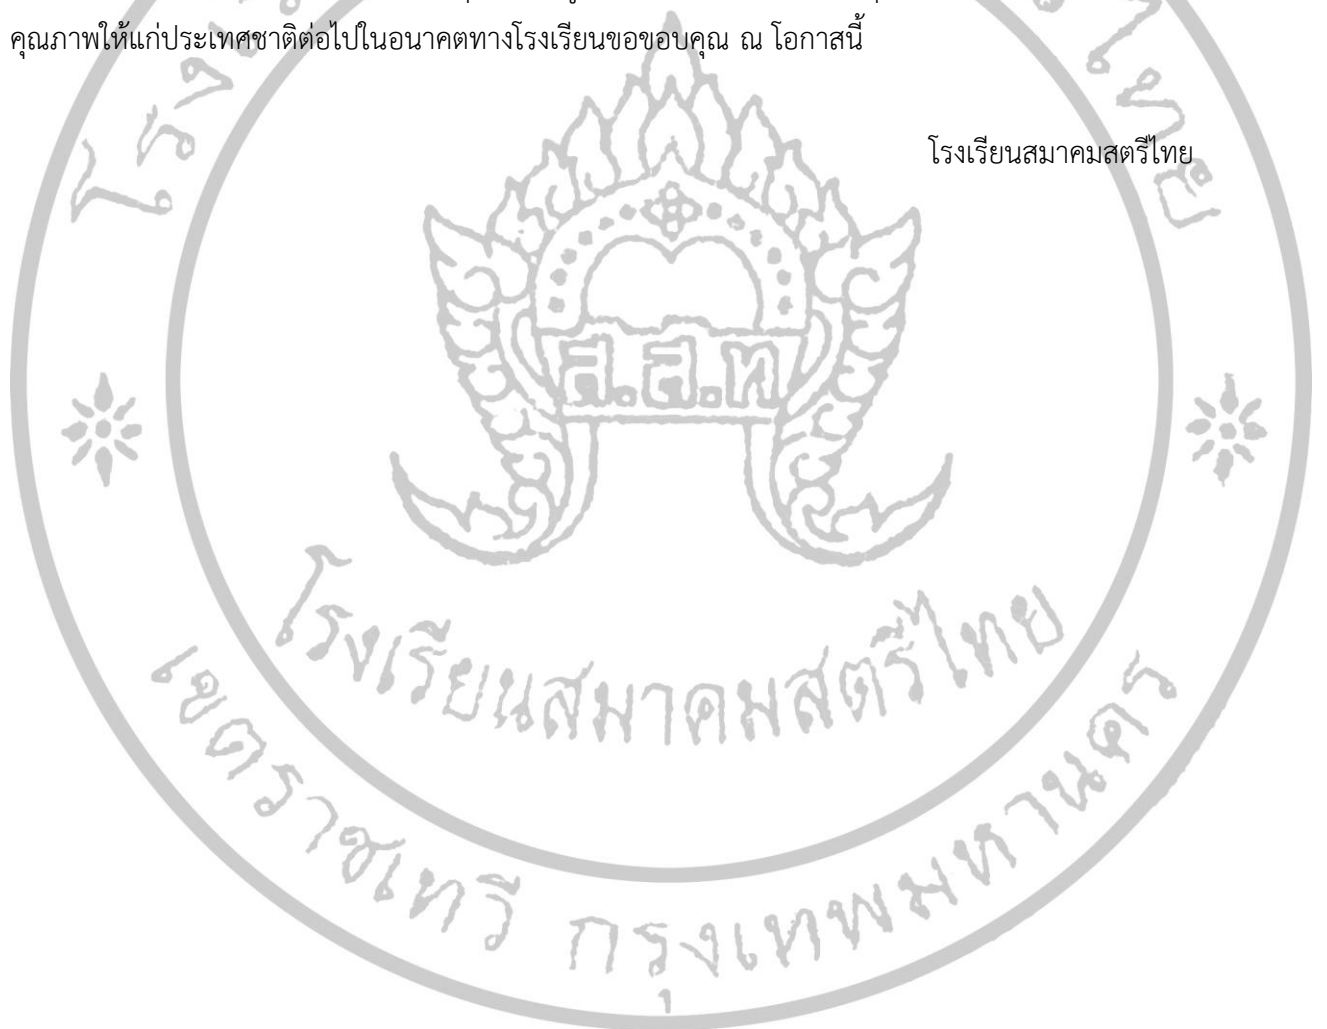 คุณภาพให้แก่ประเทศชาติต่อไปในอนาคตทางโรงเรียนขอขอบคุณ ณ โอกาสนี้
โรงเรียนสมาคมสตรีไทย
ส.ส.ท
โรงเรียนสมาคมสตรีไทย
เขตราชเทวี กรุงเทพมหานคร